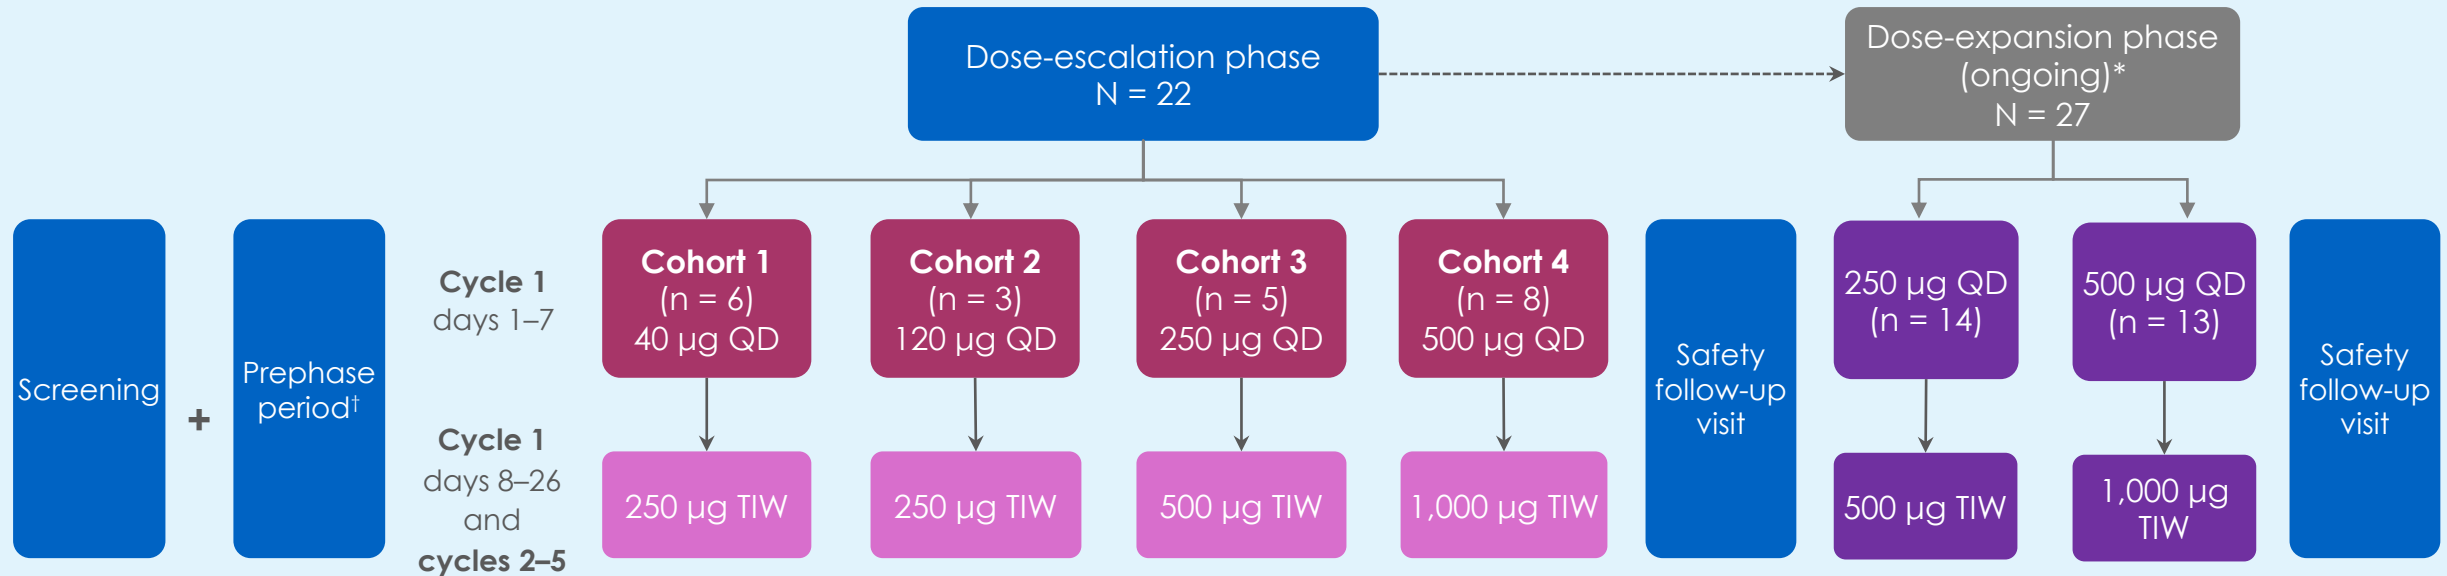 Dose-escalation phase
N = 22
Dose-expansion phase
(ongoing)*
N = 27
Screening
+
Prephase
period†
Cycle 1
days 1–7
Cycle 1
days 8–26
and
cycles 2–5
Cohort 1
(n = 6)
40 µg QD
250 µg TIW
Cohort 2
(n = 3)
120 µg QD
250 µg TIW
Cohort 3
(n = 5)
250 µg QD
500 µg TIW
Cohort 4
(n = 8)
500 µg QD
1,000 µg TIW
Safety
follow-up
visit
250 µg QD
(n = 14)
500 µg TIW
500 µg QD
(n = 13)
1,000 µg
TIW
Safety
follow-up
visit